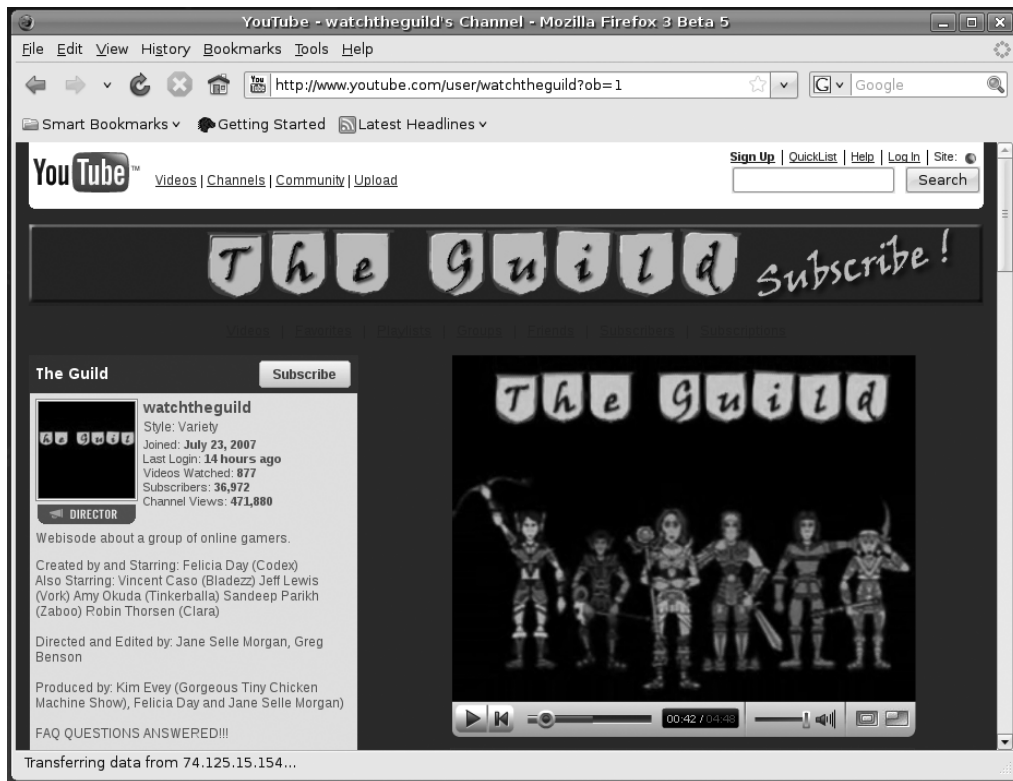 YouTube - watchtheguild's Channel - Mozilla Firefox 3 Beta 5
File Edit View History Bookmarks Tools Help
You Tube http://www.youtube.com/user/watchtheguild?ob=1 G Google
Smart Bookmarks Getting Started Latest Headlines
Sign Up | QuickList | Help | Log In | Site:
You Tube ™ Videos | Channels | Community | Upload Search
The Guild Subscribe!
Videos | Favorites | Playlists | Groups | Friends | Subscribers | Subscriptions
The Guild Subscribe
The Guild
watchtheguild
Style: Variety
Joined: July 23, 2007
Last Login: 14 hours ago
Videos Watched: 877
Subscribers: 36,972
Channel Views: 471,880
he Guild
DIRECTOR
Webisode about a group of online gamers.
Created by and Starring: Felicia Day (Codex)
Also Starring: Vincent Caso (Bladezz) Jeff Lewis
(Vork) Amy Okuda (Tinkerballa) Sandeep Parikh
(Zaboo) Robin Thorsen (Clara)
Directed and Edited by: Jane Selle Morgan, Greg
Benson
Produced by: Kim Evey (Gorgeous Tiny Chicken
Machine Show), Felicia Day and Jane Selle Morgan)
FAQ QUESTIONS ANSWERED!!!
00:42 / 04:48
Transferring data from 74.125.15.154...